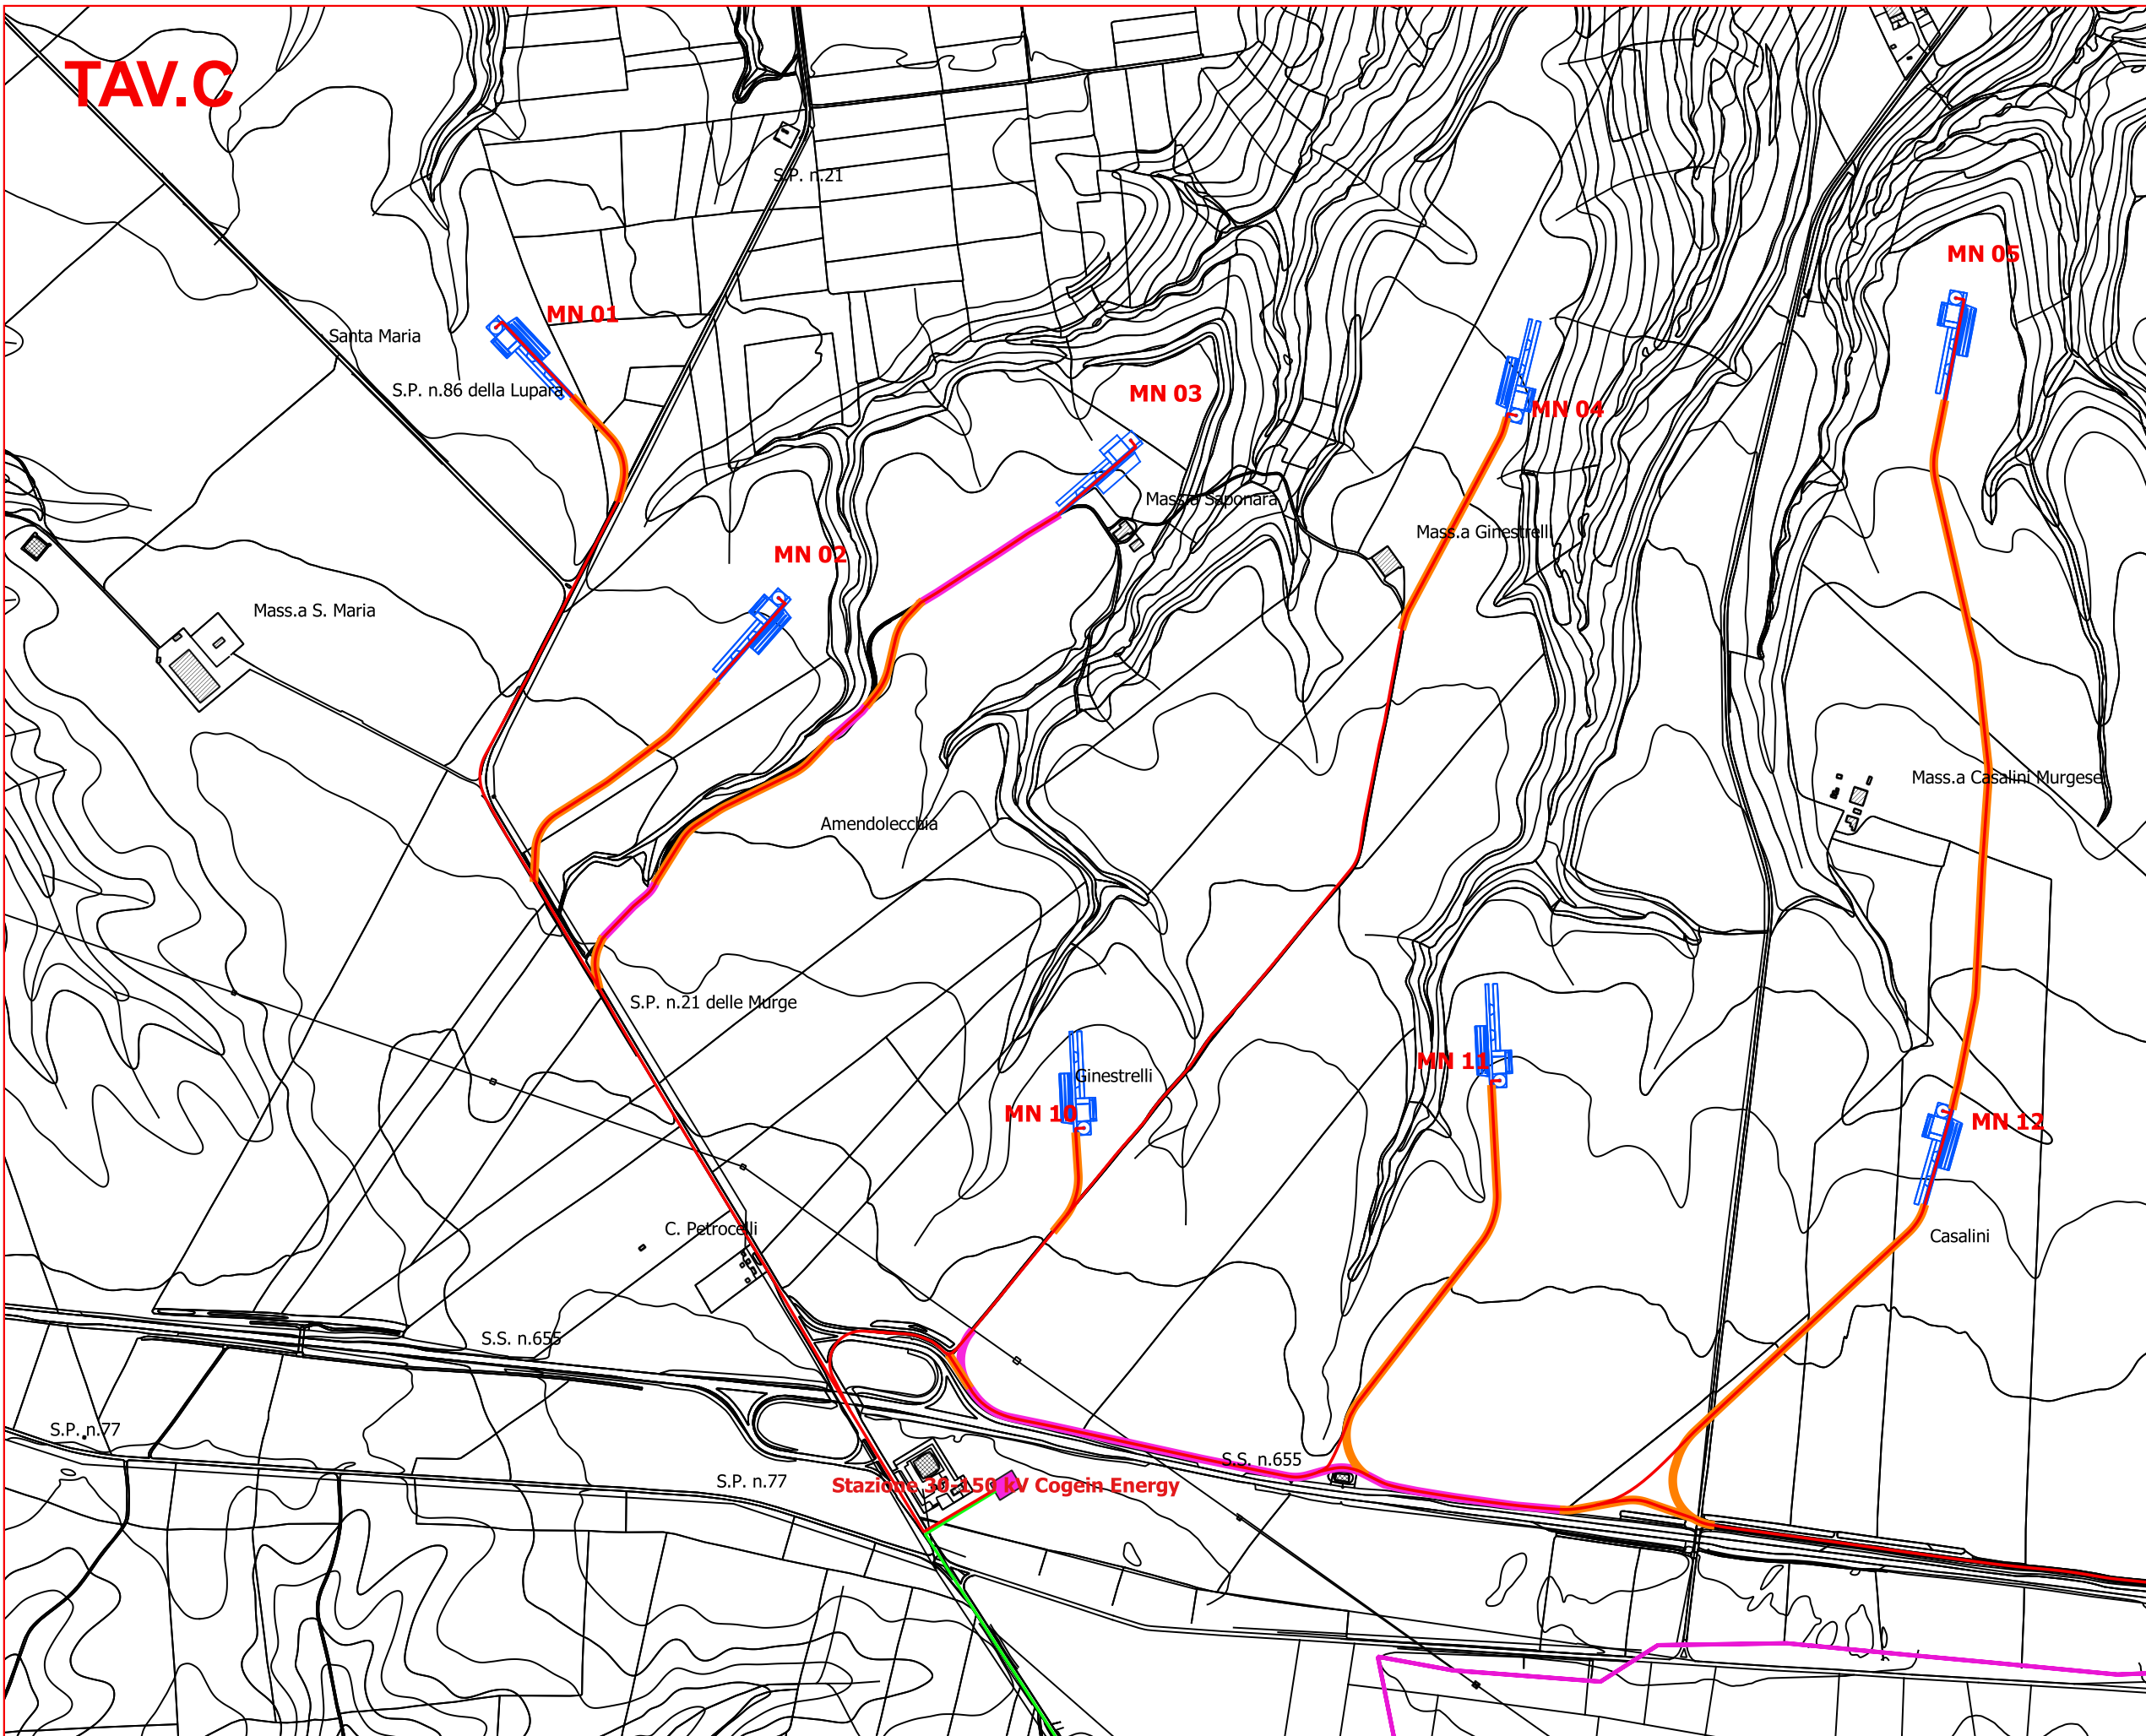 TAV.C
S.P. n.21
MN 05
MN 01
Santa Maria
S.P. n.86 della Lupara
MN 03
MN 04
Mass.a Saponara
Mass.a Ginestrelli
MN 02
Mass.a S. Maria
Mass.a Casalini Murgese
Amendolecchia
S.P. n.21 delle Murge
MN 11
Ginestrelli
MN 10
MN 12
C. Petrocelli
Casalini
S.S. n.655
S.P. n.77
S.S. n.655
S.P. n.77
Stazione 30-150 kV Cogein Energy